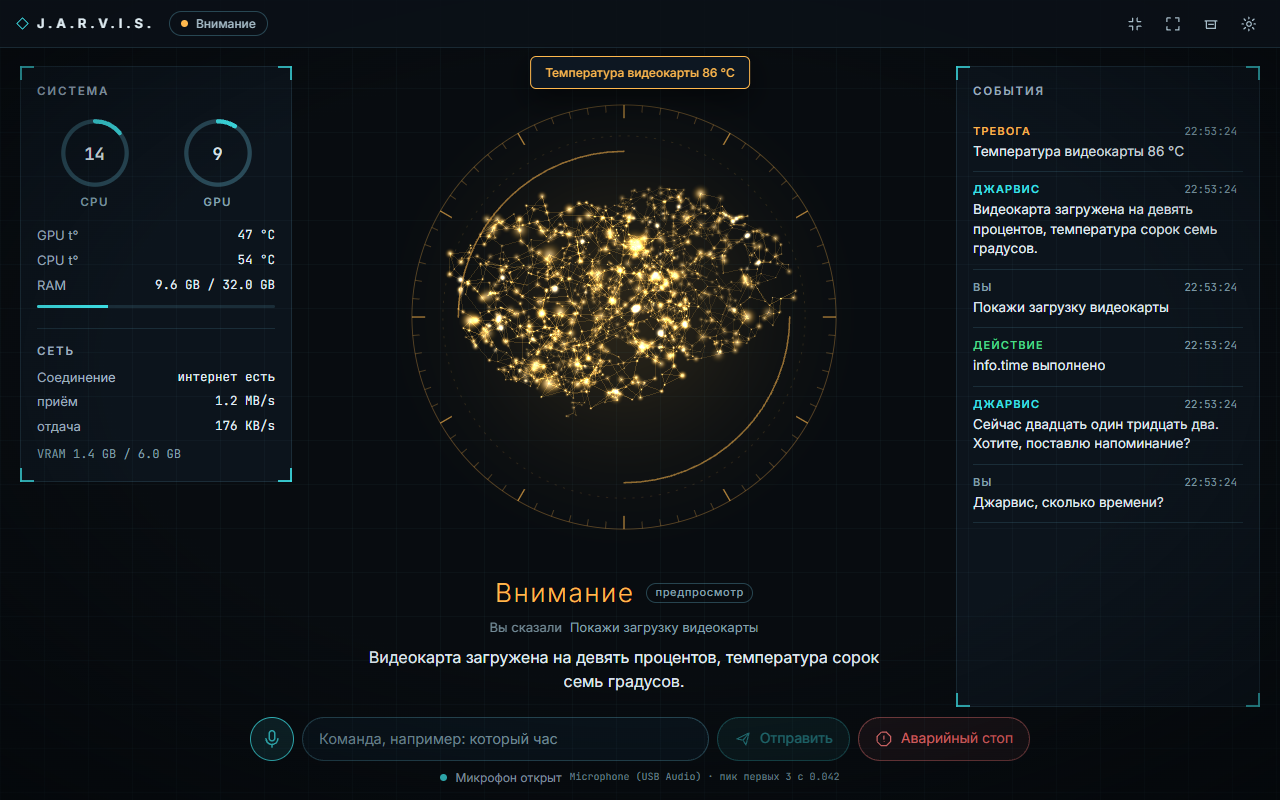 J.A.R.V.I.S.
Внимание
Температура видеокарты 86 °C
СИСТЕМА
14
9
CPU
GPU
GPU t° 47 °C
CPU t° 54 °C
RAM 9.6 GB / 32.0 GB
СЕТЬ
Соединение интернет есть
приём 1.2 MB/s
отдача 176 KB/s
VRAM 1.4 GB / 6.0 GB
СОБЫТИЯ
ТРЕВОГА 22:53:24
Температура видеокарты 86 °C
ДЖАРВИС 22:53:24
Видеокарта загружена на девять
процентов, температура сорок семь
градусов.
ВЫ 22:53:24
Покажи загрузку видеокарты
ДЕЙСТВИЕ 22:53:24
info.time выполнено
ДЖАРВИС 22:53:24
Сейчас двадцать один тридцать два.
Хотите, поставлю напоминание?
ВЫ 22:53:24
Джарвис, сколько времени?
Внимание предпросмотр
Вы сказали Покажи загрузку видеокарты
Видеокарта загружена на девять процентов, температура сорок
семь градусов.
Команда, например: который час
Отправить
Аварийный стоп
Микрофон открыт Microphone (USB Audio) · пик первых 3 с 0.042